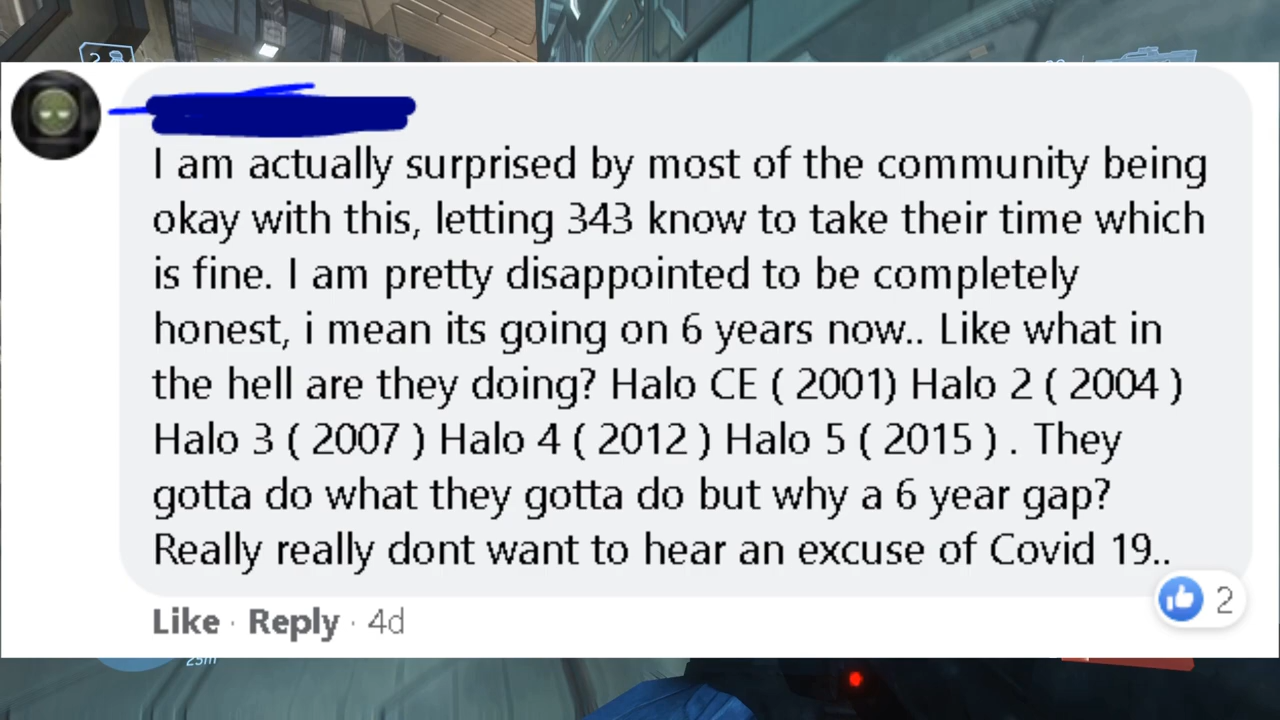 2
I am actually surprised by most of the community being
okay with this, letting 343 know to take their time which
is fine. I am pretty disappointed to be completely
honest, i mean its going on 6 years now.. Like what in
the hell are they doing? Halo CE ( 2001) Halo 2 ( 2004 )
Halo 3 ( 2007 ) Halo 4 ( 2012 ) Halo 5 ( 2015 ) . They
gotta do what they gotta do but why a 6 year gap?
Really really dont want to hear an excuse of Covid 19..
2
Like · Reply · 4d
25m